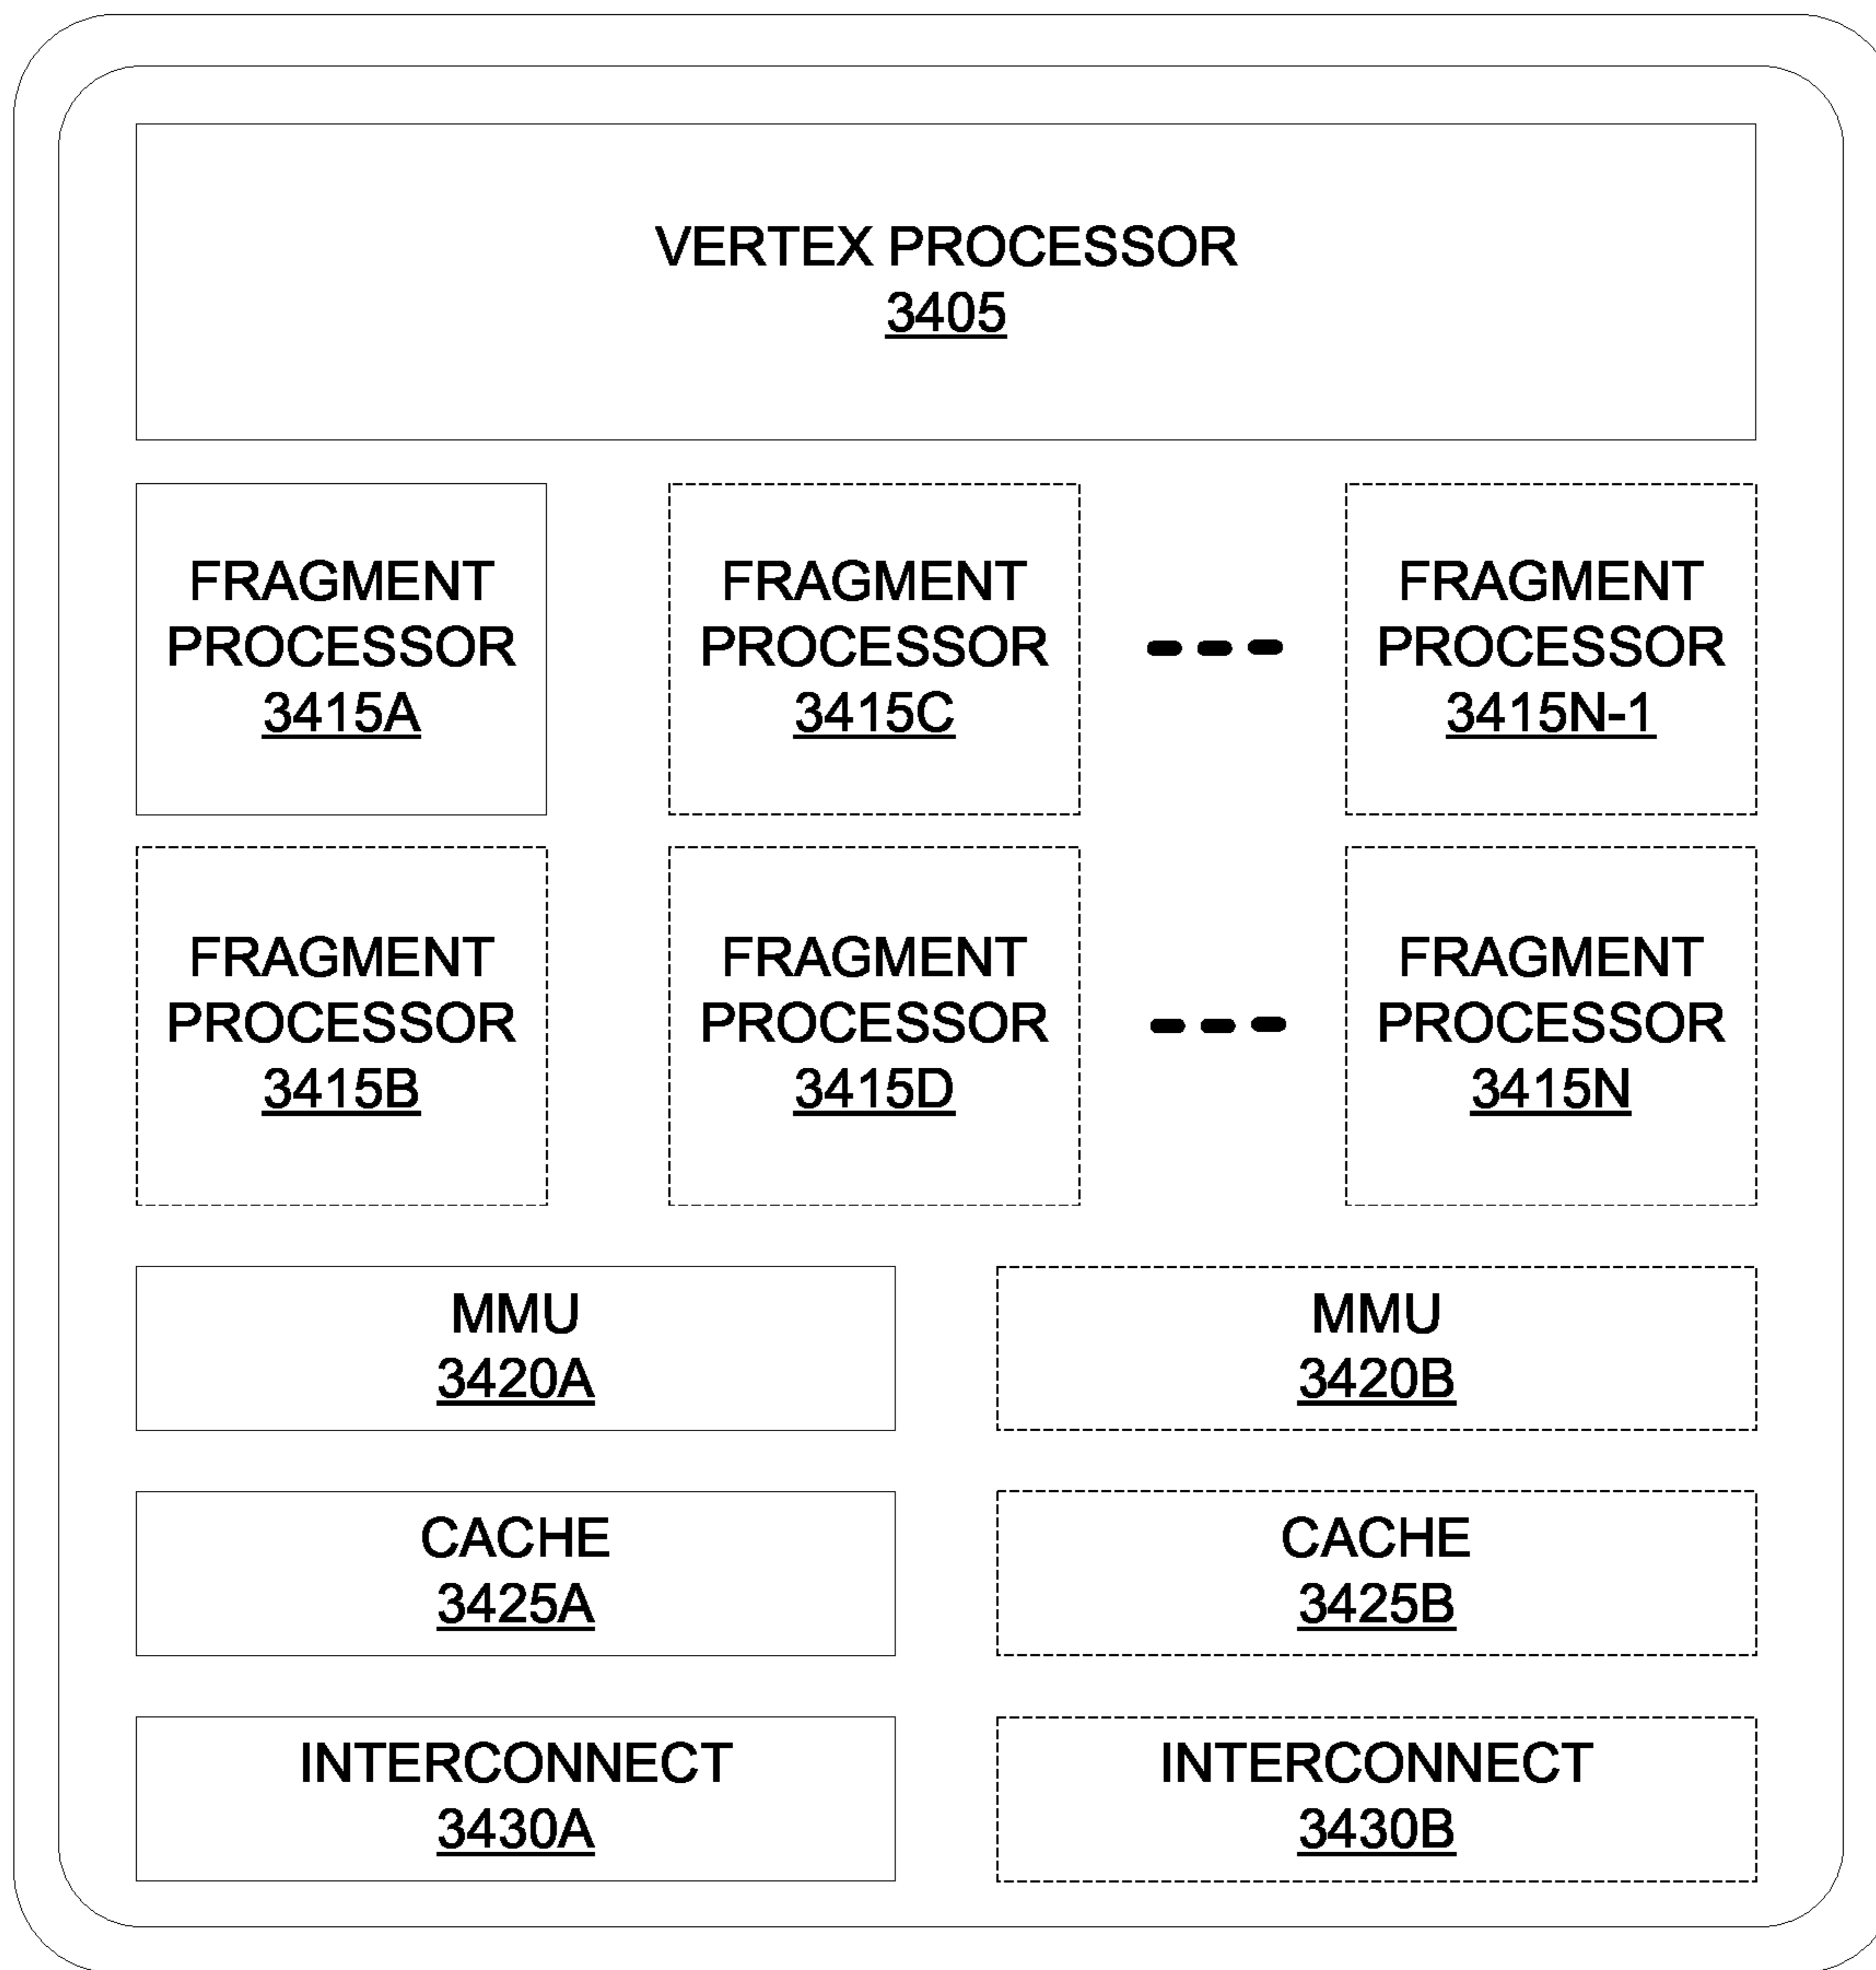 VERTEX PROCESSOR
3405
FRAGMENT
PROCESSOR
3415A
FRAGMENT
PROCESSOR
3415C
FRAGMENT
PROCESSOR
3415N-1
FRAGMENT
PROCESSOR
3415B
FRAGMENT
PROCESSOR
3415D
FRAGMENT
PROCESSOR
3415N
MMU
3420A
MMU
3420B
CACHE
3425A
CACHE
3425B
INTERCONNECT
3430A
INTERCONNECT
3430B